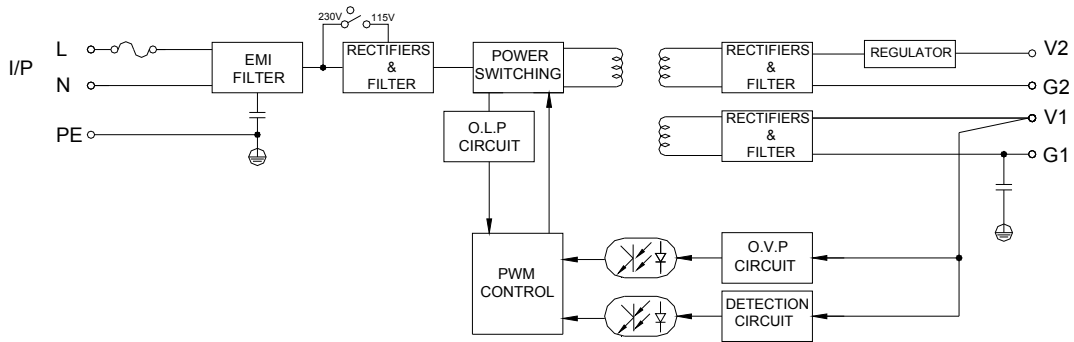 230V
115V
I/P
L
N
PE
EMI
FILTER
RECTIFIERS
&
FILTER
POWER
SWITCHING
O.L.P
CIRCUIT
RECTIFIERS
&
FILTER
REGULATOR
V2
G2
RECTIFIERS
&
FILTER
V1
G1
PWM
CONTROL
O.V.P
CIRCUIT
DETECTION
CIRCUIT